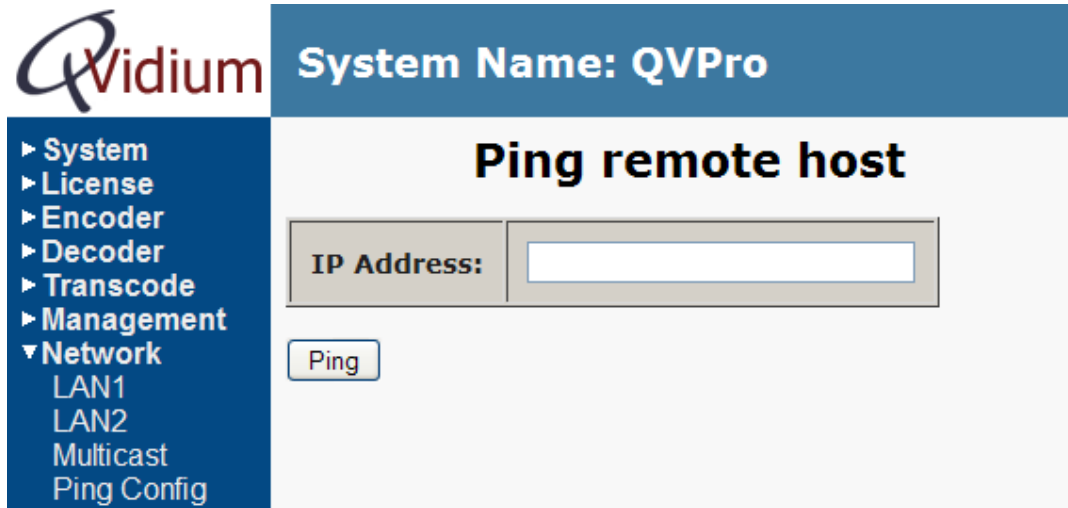 QVidium
System Name: QVPro
System
License
Encoder
Decoder
Transcode
Management
Network
LAN1
LAN2
Multicast
Ping Config
Ping remote host
IP Address:
Ping